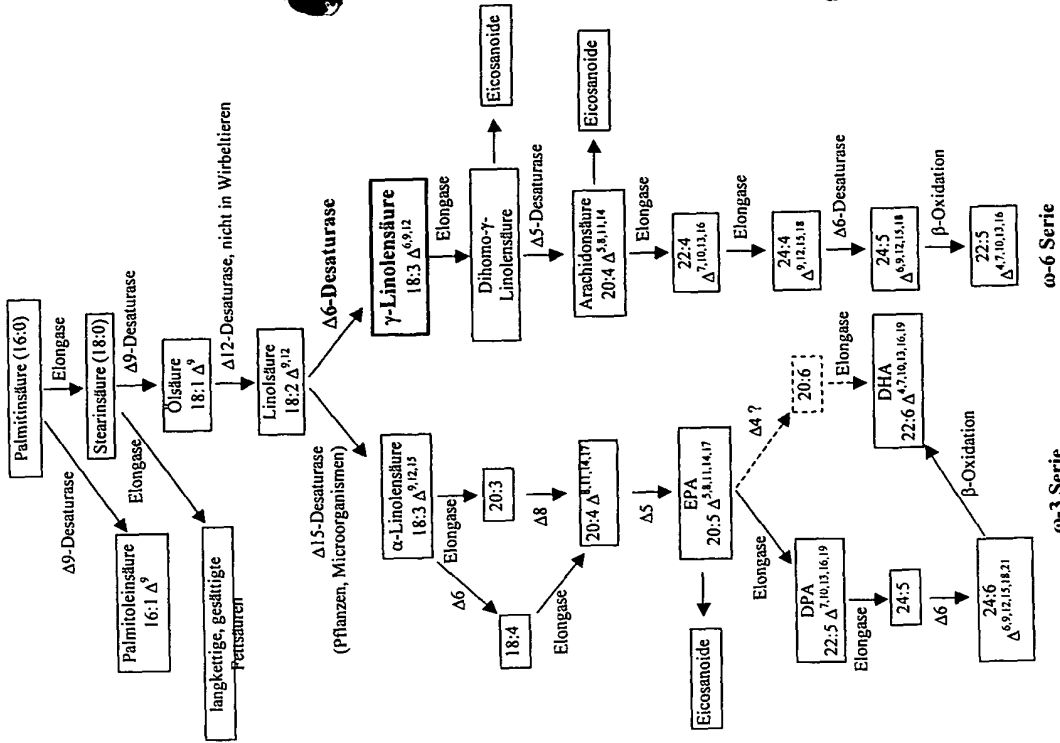 Palmitinsäure (16:0)
Elongase
Δ9-Desaturase
Stearinsäure (18:0)
Δ9-Desaturase
Elongase
Palmitoleinsäure
16:1 Δ⁹
langkettige, gesättigte
Fettsäuren
Ölsäure
18:1 Δ⁹
Δ12-Desaturase, nicht in Wirbeltieren
Linolsäure
18:2 Δ⁹,¹²
Δ15-Desaturase
(Pflanzen, Microorganismen)
Δ6-Desaturase
α-Linolensäure
18:3 Δ⁹,¹²,¹⁵
Elongase
Δ6
20:3
18:4
Δ8
Elongase
20:4 Δ⁸,¹¹,¹⁴,¹⁷
Δ5
EPA
20:5 Δ⁵,⁸,¹¹,¹⁴,¹⁷
Eicosanoide
Elongase
Δ4 ?
20:6
Elongase
DPA
22:5 Δ⁷,¹⁰,¹³,¹⁶,¹⁹
Elongase
24:5
Δ6
24:6
Δ⁶,⁹,¹²,¹⁵,¹⁸,²¹
β-Oxidation
DHA
22:6 Δ⁴,⁷,¹⁰,¹³,¹⁶,¹⁹
ω-3 Serie
γ-Linolensäure
18:3 Δ⁶,⁹,¹²
Elongase
Dihomo-γ-
Linolensäure
Eicosanoide
Δ5-Desaturase
Arachidonsäure
20:4 Δ⁵,⁸,¹¹,¹⁴
Eicosanoide
Elongase
22:4
Δ⁷,¹⁰,¹³,¹⁶
Elongase
24:4
Δ⁹,¹²,¹⁵,¹⁸
Δ6-Desaturase
24:5
Δ⁶,⁹,¹²,¹⁵,¹⁸
β-Oxidation
22:5
Δ⁴,⁷,¹⁰,¹³,¹⁶
ω-6 Serie